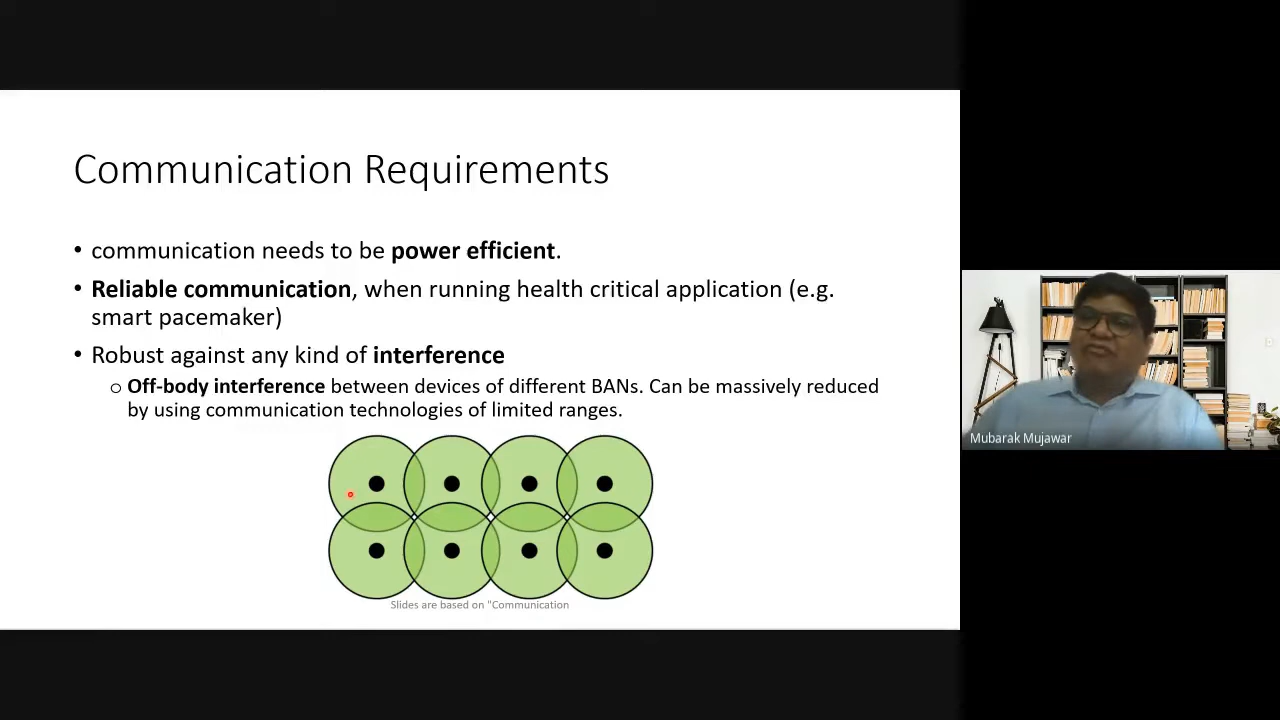 Communication Requirements
• communication needs to be power efficient.
• Reliable communication, when running health critical application (e.g.
smart pacemaker)
• Robust against any kind of interference
o Off-body interference between devices of different BANs. Can be massively reduced
by using communication technologies of limited ranges.
Slides are based on "Communication
Mubarak Mujawar